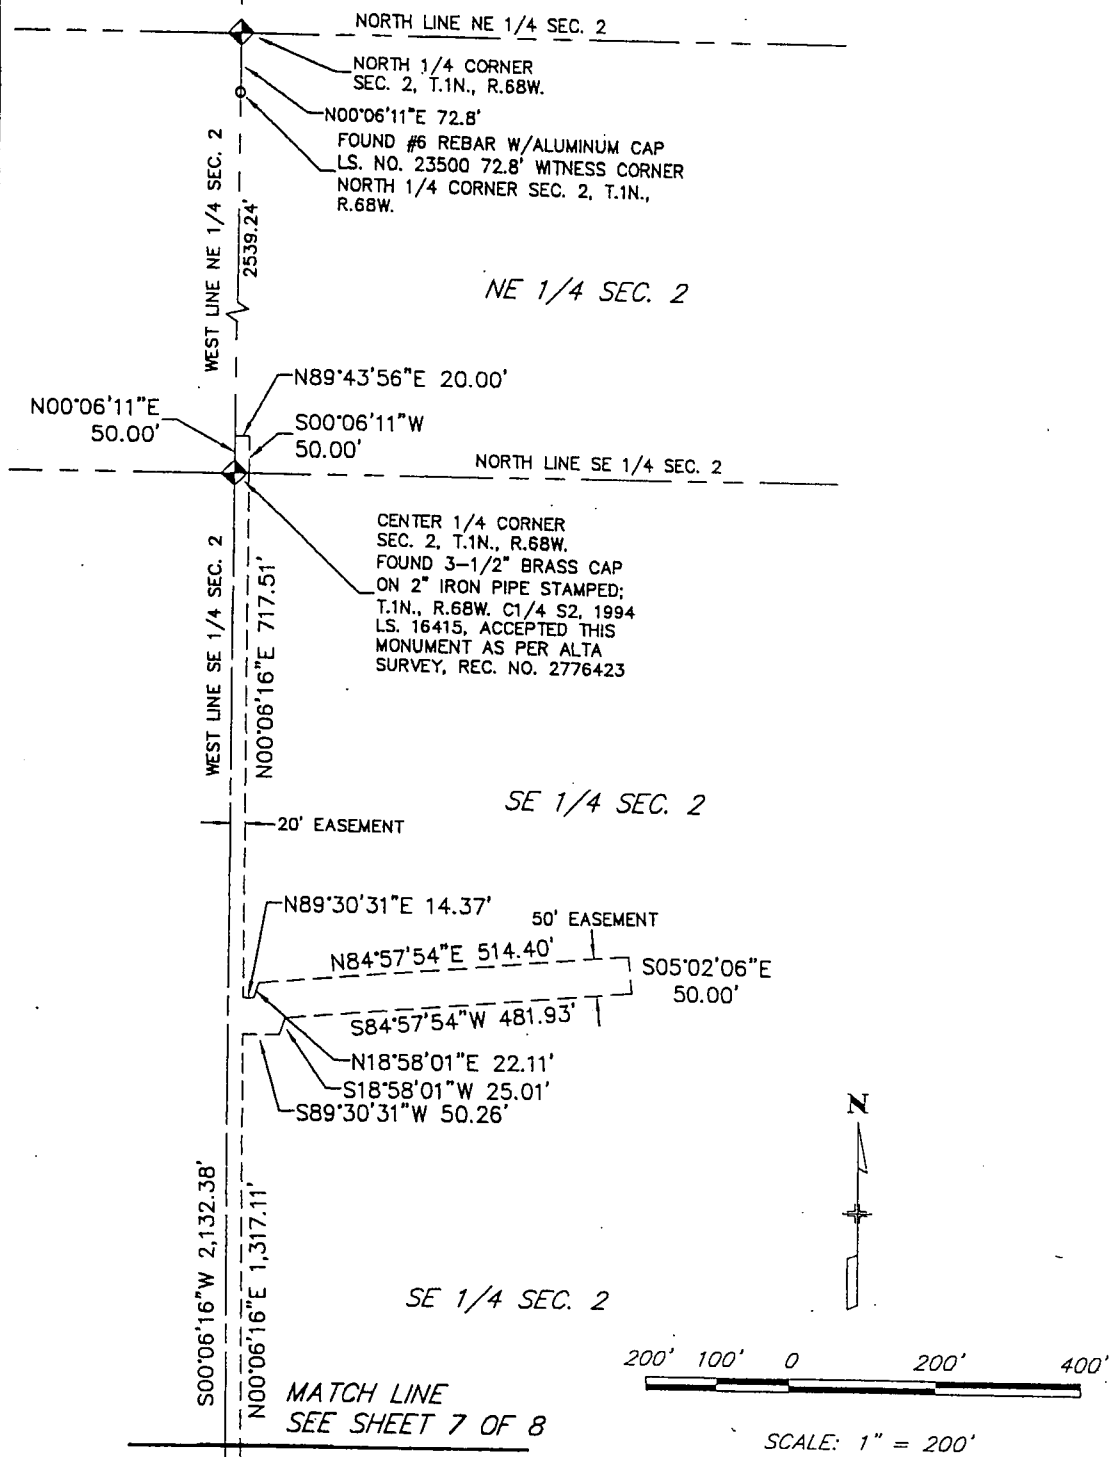 NORTH LINE NE 1/4 SEC. 2
NORTH 1/4 CORNER
SEC. 2, T.1N., R.68W.
N00°06'11"E 72.8'
FOUND #6 REBAR W/ALUMINUM CAP
LS. NO. 23500 72.8' WITNESS CORNER
NORTH 1/4 CORNER SEC. 2, T.1N.,
R.68W.
WEST LINE NE 1/4 SEC. 2
2539.24'
NE 1/4 SEC. 2
N89°43'56"E 20.00'
N00°06'11"E
50.00'
S00°06'11"W
50.00'
NORTH LINE SE 1/4 SEC. 2
CENTER 1/4 CORNER
SEC. 2, T.1N., R.68W.
FOUND 3-1/2" BRASS CAP
ON 2" IRON PIPE STAMPED;
T.1N., R.68W. C1/4 S2, 1994
LS. 16415, ACCEPTED THIS
MONUMENT AS PER ALTA
SURVEY, REC. NO. 2776423
WEST LINE SE 1/4 SEC. 2
N00°06'16"E 717.51'
SE 1/4 SEC. 2
20' EASEMENT
N89°30'31"E 14.37'
50' EASEMENT
N84°57'54"E 514.40'
S05°02'06"E
50.00'
S84°57'54"W 481.93'
N18°58'01"E 22.11'
S18°58'01"W 25.01'
S89°30'31"W 50.26'
N
S00°06'16"W 2,132.38'
N00°06'16"E 1,317.11'
SE 1/4 SEC. 2
MATCH LINE
SEE SHEET 7 OF 8
200' 100' 0 200' 400'
SCALE: 1" = 200'